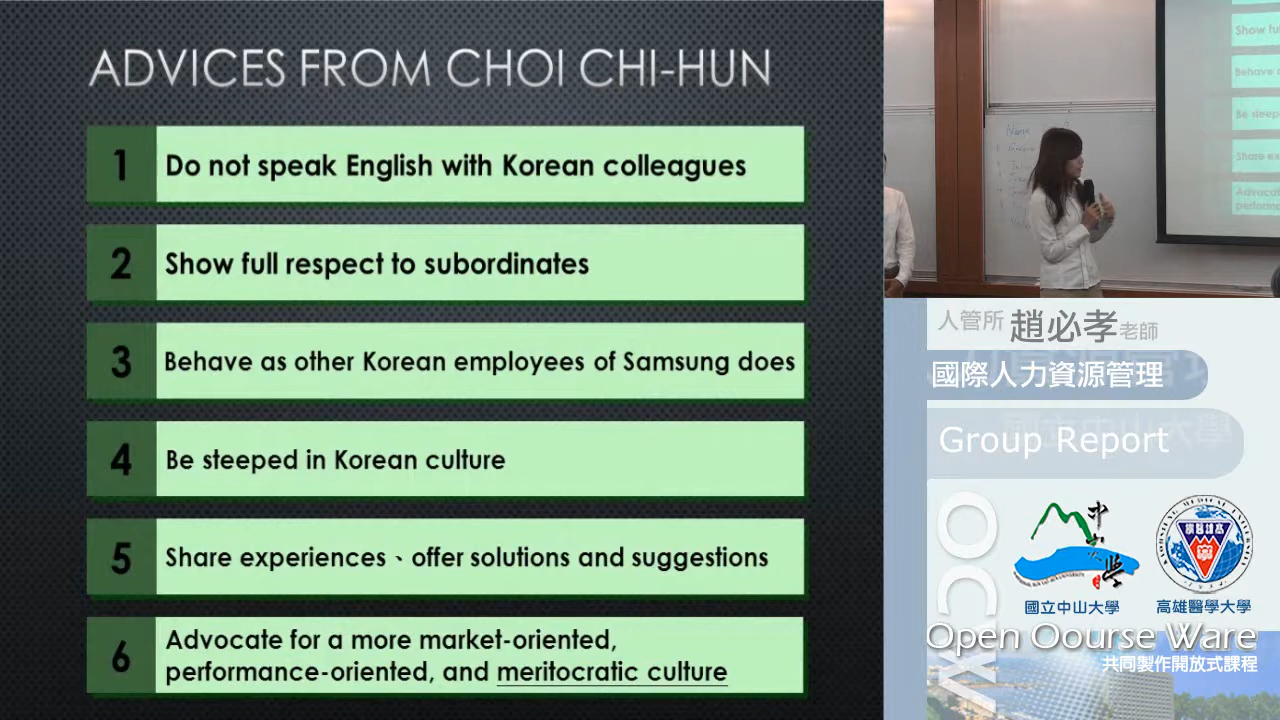 ADVICES FROM CHOI CHI-HUN
1 Do not speak English with Korean colleagues
2 Show full respect to subordinates
3 Behave as other Korean employees of Samsung does
4 Be steeped in Korean culture
5 Share experiences、offer solutions and suggestions
6 Advocate for a more market-oriented,
performance-oriented, and meritocratic culture
Show
Behave
Share
人管所 趙必孝老師
國際人力資源管理
Group Report
OCW
國立中山大學
高雄醫學大學
Open Oourse Ware
共同製作開放式課程